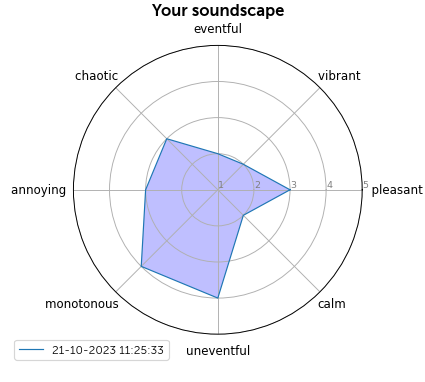 Your soundscape
eventful
chaotic
vibrant
annoying
1 2 3 4 5
pleasant
monotonous
calm
21-10-2023 11:25:33
uneventful